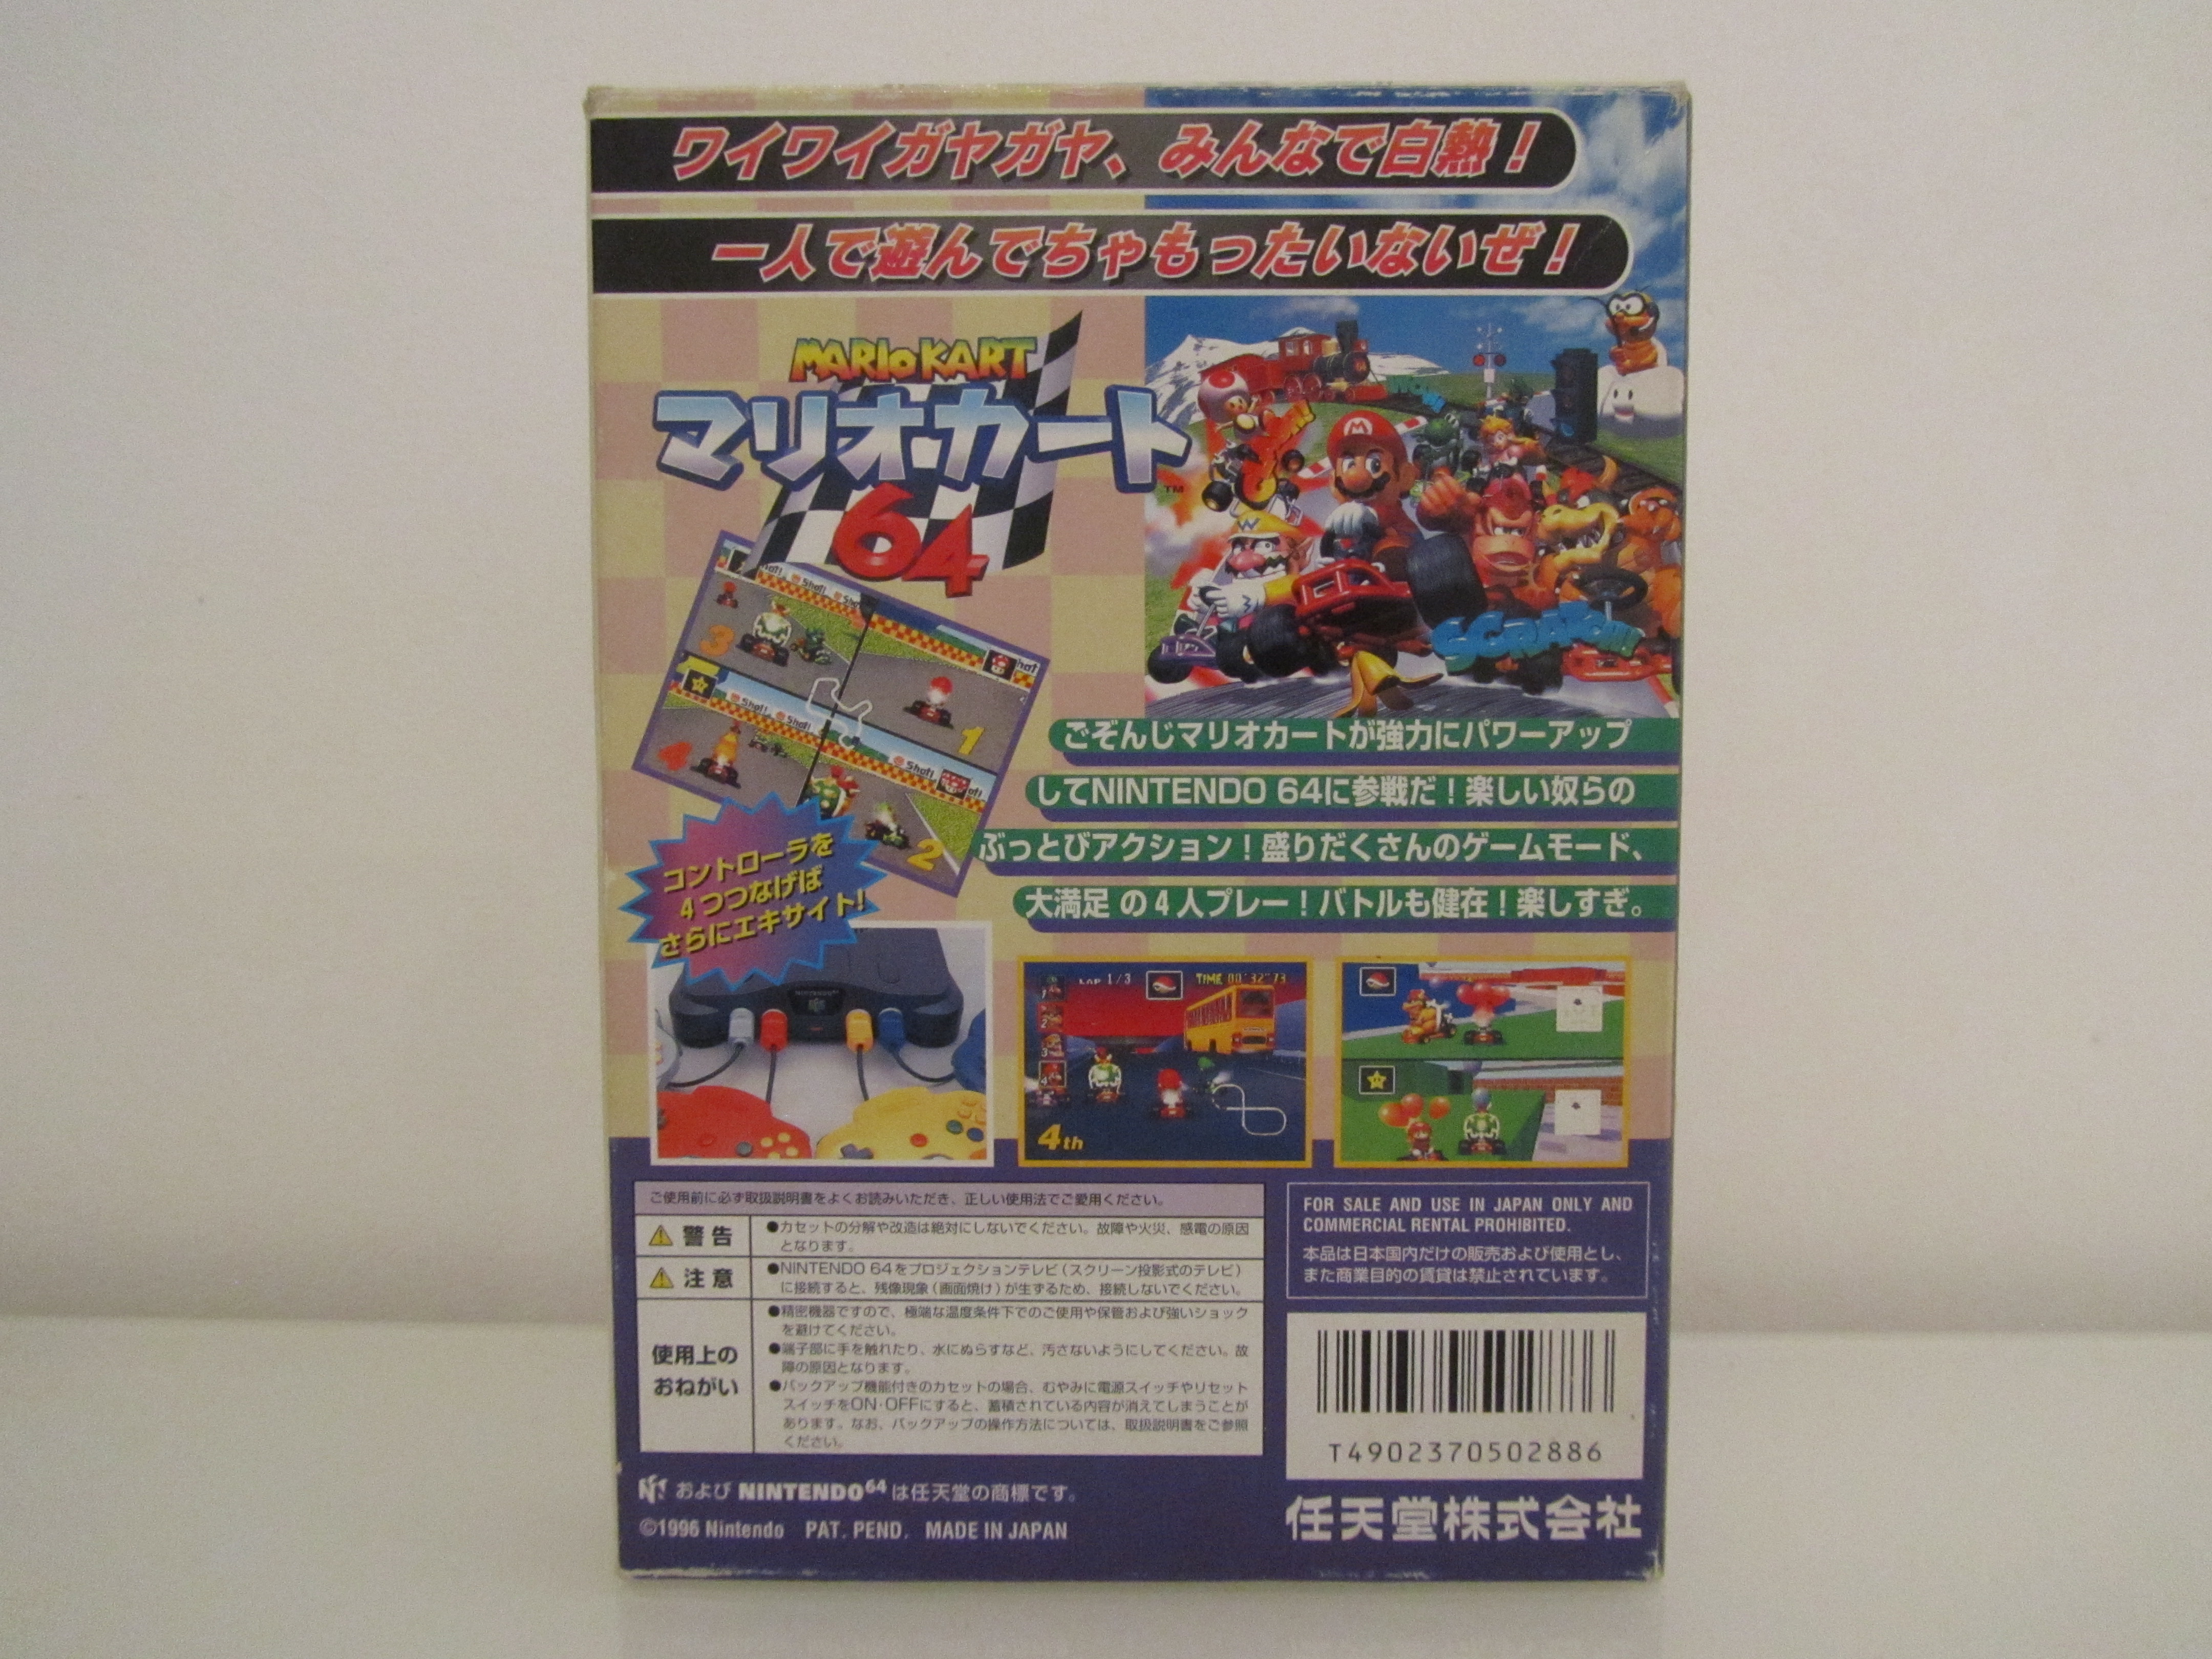 ワイワイガヤガヤ、みんなで白熱！
一人で遊んでちゃもったいないぜ！
MARIO KART
マリオカート
64
TM
3
1
4
2
コントローラを
4つつなげば
さらにエキサイト!
SCRATCH!!!
ごぞんじマリオカートが強力にパワーアップ
してNINTENDO 64に参戦だ！楽しい奴らの
ぶっとびアクション！盛りだくさんのゲームモード、
大満足 の4人プレー！バトルも健在！楽しすぎ。
LAP 1/3 TIME 00'32"73
4th
ご使用前に必ず取扱説明書をよくお読みいただき、正しい使用法でご愛用ください。
警告
●カセットの分解や改造は絶対にしないでください。故障や火災、感電の原因
となります。
注意
●NINTENDO 64をプロジェクションテレビ（スクリーン投影式のテレビ）
に接続すると、残像現象（画面焼け）が生ずるため、接続しないでください。
使用上の
おねがい
●精密機器ですので、極端な温度条件下でのご使用や保管および強いショック
を避けてください。
●端子部に手を触れたり、水にぬらすなど、汚さないようにしてください。故
障の原因となります。
●バックアップ機能付きのカセットの場合、むやみに電源スイッチやリセット
スイッチをON・OFFにすると、蓄積されている内容が消えてしまうことが
あります。なお、バックアップの操作方法については、取扱説明書をご参照
ください。
FOR SALE AND USE IN JAPAN ONLY AND
COMMERCIAL RENTAL PROHIBITED.
本品は日本国内だけの販売および使用とし、
また商業目的の賃貸は禁止されています。
T4902370502886
および NINTENDO64 は任天堂の商標です。
©1996 Nintendo PAT. PEND. MADE IN JAPAN
任天堂株式会社